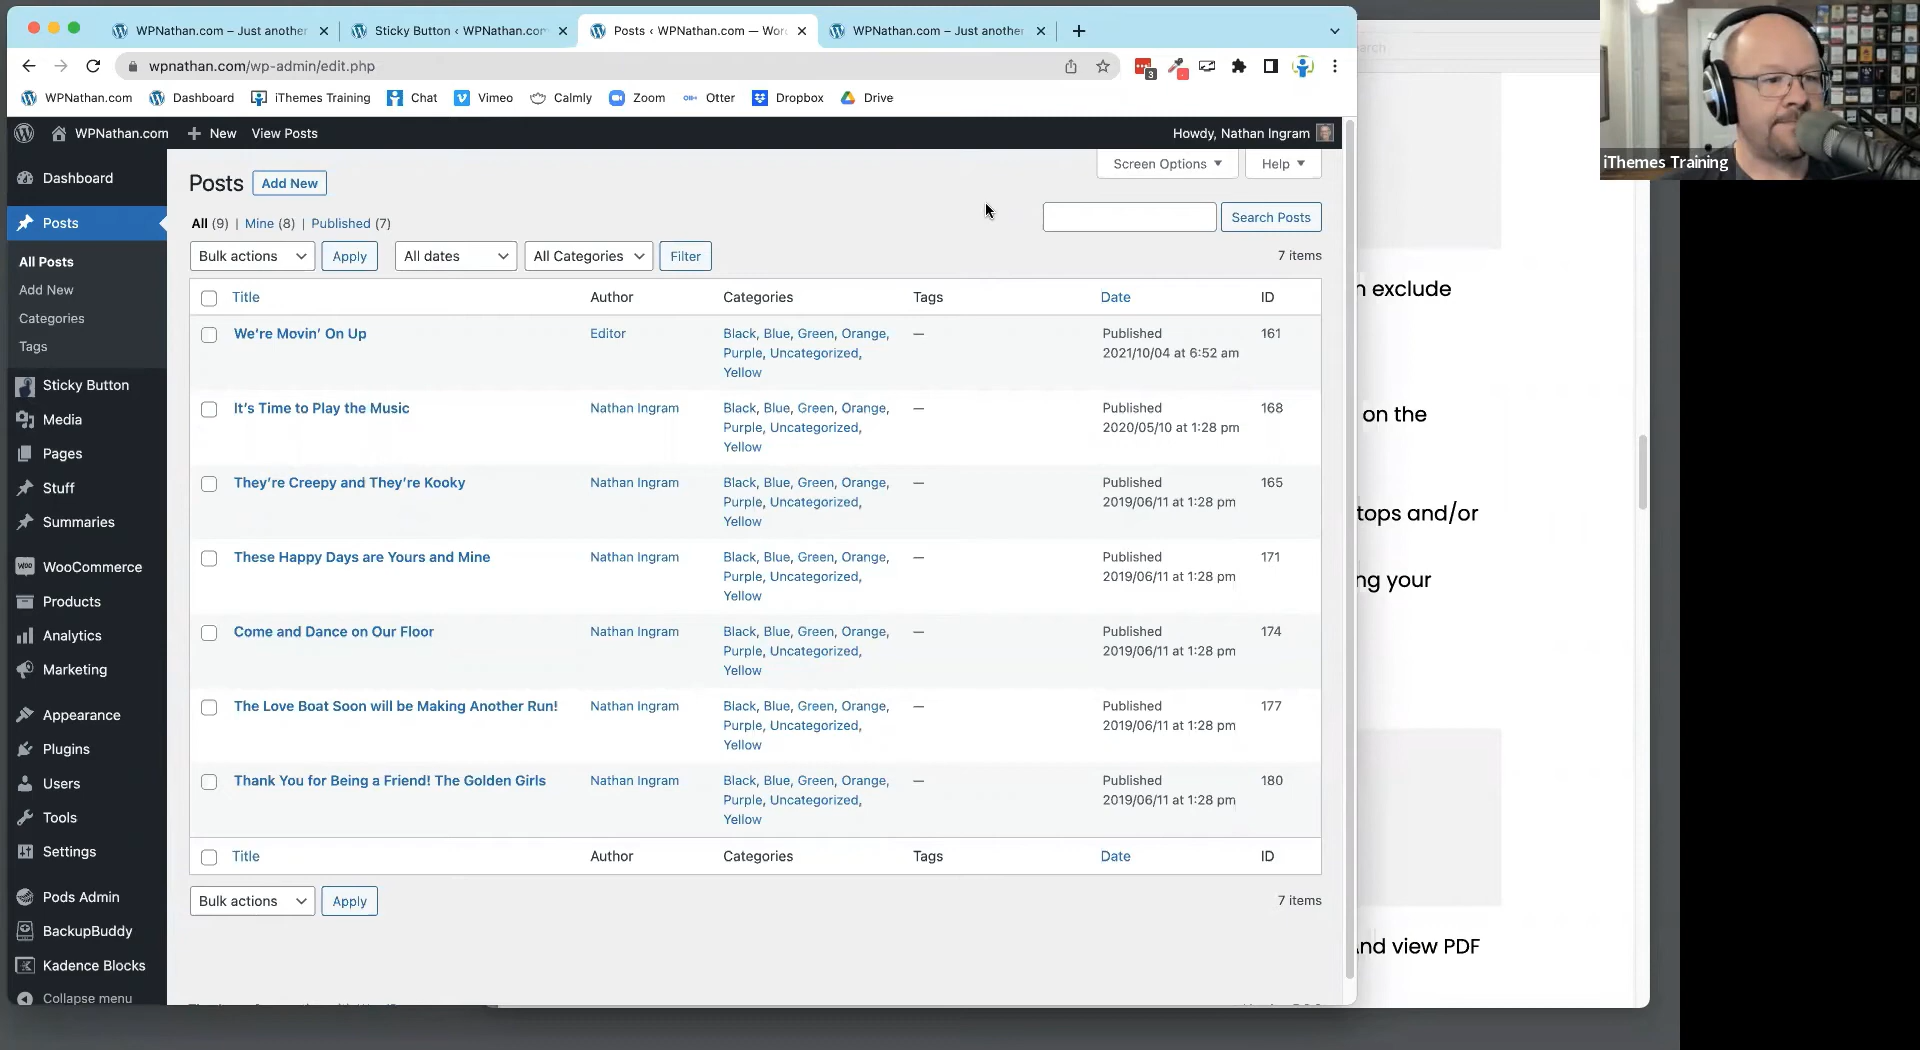 WPNathan.com – Just another
Sticky Button ‹ WPNathan.com
Posts ‹ WPNathan.com — Wor
WPNathan.com – Just another
wpnathan.com/wp-admin/edit.php
3
WPNathan.com
Dashboard
iThemes Training
Chat
Vimeo
Calmly
Zoom
Otter
Dropbox
Drive
WPNathan.com
New
View Posts
Howdy, Nathan Ingram
iThemes Training
Dashboard
Posts
All Posts
Add New
Categories
Tags
Sticky Button
Media
Pages
Stuff
Summaries
WooCommerce
Products
Analytics
Marketing
Appearance
Plugins
Users
Tools
Settings
Pods Admin
BackupBuddy
Kadence Blocks
Collapse menu
Posts Add New
Screen Options
Help
All (9) | Mine (8) | Published (7)
Search Posts
Bulk actions Apply All dates All Categories Filter
7 items
Title Author Categories Tags Date ID
We’re Movin’ On Up Editor Black, Blue, Green, Orange, — Published 161
Purple, Uncategorized, 2021/10/04 at 6:52 am
Yellow
It’s Time to Play the Music Nathan Ingram Black, Blue, Green, Orange, — Published 168
Purple, Uncategorized, 2020/05/10 at 1:28 pm
Yellow
They’re Creepy and They’re Kooky Nathan Ingram Black, Blue, Green, Orange, — Published 165
Purple, Uncategorized, 2019/06/11 at 1:28 pm
Yellow
These Happy Days are Yours and Mine Nathan Ingram Black, Blue, Green, Orange, — Published 171
Purple, Uncategorized, 2019/06/11 at 1:28 pm
Yellow
Come and Dance on Our Floor Nathan Ingram Black, Blue, Green, Orange, — Published 174
Purple, Uncategorized, 2019/06/11 at 1:28 pm
Yellow
The Love Boat Soon will be Making Another Run! Nathan Ingram Black, Blue, Green, Orange, — Published 177
Purple, Uncategorized, 2019/06/11 at 1:28 pm
Yellow
Thank You for Being a Friend! The Golden Girls Nathan Ingram Black, Blue, Green, Orange, — Published 180
Purple, Uncategorized, 2019/06/11 at 1:28 pm
Yellow
Title Author Categories Tags Date ID
Bulk actions Apply
7 items
exclude
on the
tops and/or
ng your
And view PDF